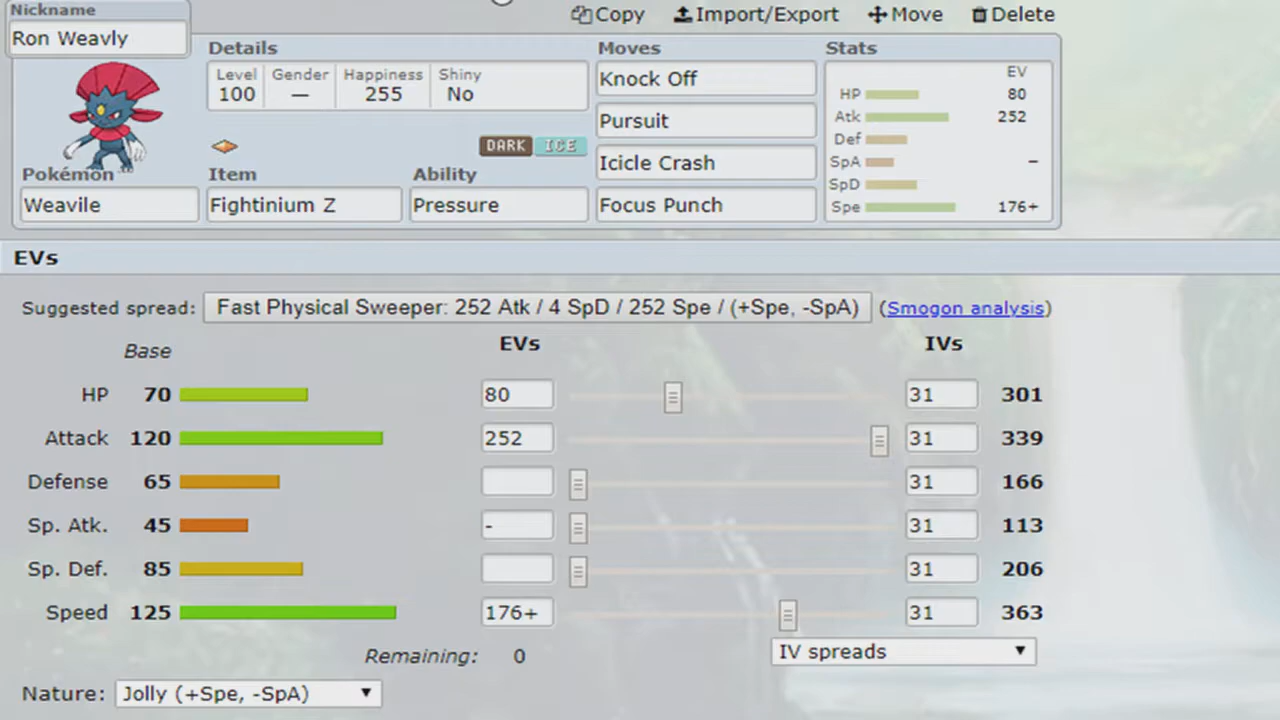 Nickname
Copy Import/Export Move Delete
Ron Weavly
Details Moves Stats
Level Gender Happiness Shiny
100 — 255 No
Knock Off
EV
HP 80
Pursuit
Atk 252
Def
DARK ICE
Icicle Crash
SpA –
Pokémon Item Ability
SpD
Weavile Fightinium Z Pressure Focus Punch
Spe 176+
EVs
Suggested spread: Fast Physical Sweeper: 252 Atk / 4 SpD / 252 Spe / (+Spe, -SpA) (Smogon analysis)
Base EVs IVs
HP 70 80 31 301
Attack 120 252 31 339
Defense 65 31 166
Sp. Atk. 45 - 31 113
Sp. Def. 85 31 206
Speed 125 176+ 31 363
Remaining: 0 IV spreads
Nature: Jolly (+Spe, -SpA)